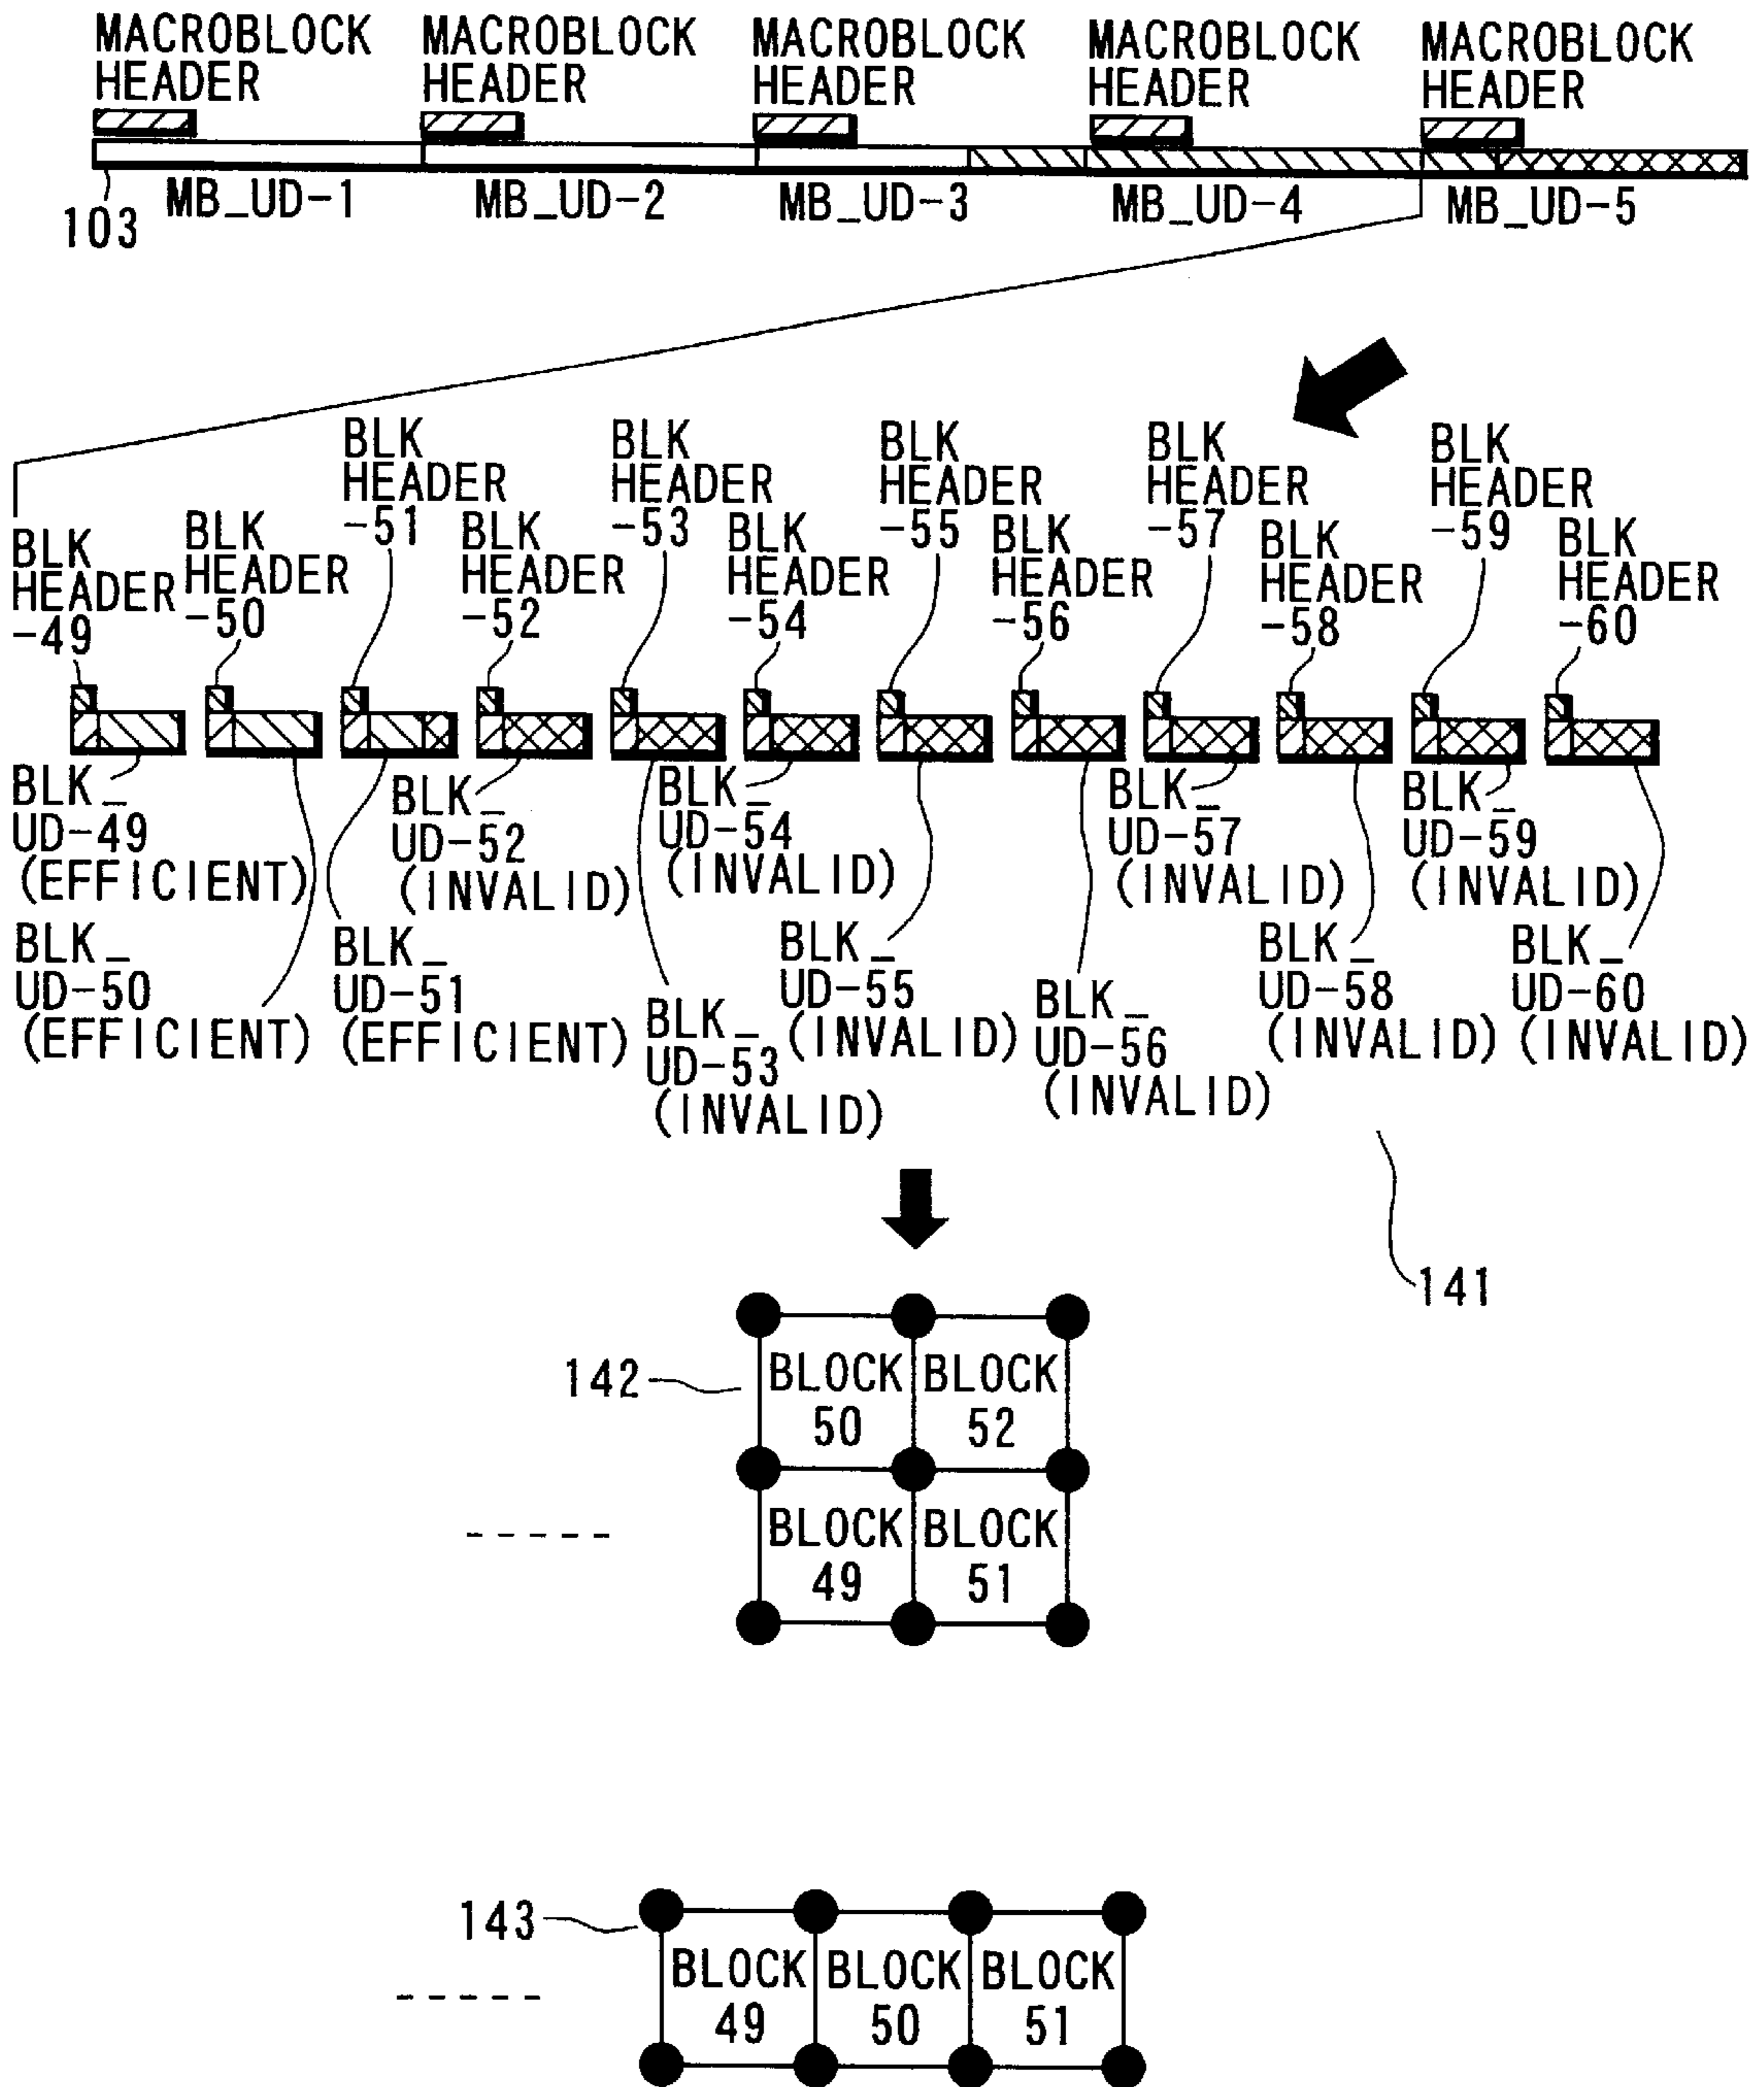 MACROBLOCK HEADER
MACROBLOCK HEADER
MACROBLOCK HEADER
MACROBLOCK HEADER
MACROBLOCK HEADER
MB_UD-1
MB_UD-2
MB_UD-3
MB_UD-4
MB_UD-5
103
BLK HEADER -49
BLK HEADER -50
BLK HEADER -51
BLK HEADER -52
BLK HEADER -53
BLK HEADER -54
BLK HEADER -55
BLK HEADER -56
BLK HEADER -57
BLK HEADER -58
BLK HEADER -59
BLK HEADER -60
BLK_ UD-49 (EFFICIENT)
BLK_ UD-50 (EFFICIENT)
BLK_ UD-51 (EFFICIENT)
BLK_ UD-52 (INVALID)
BLK_ UD-53 (INVALID)
BLK_ UD-54 (INVALID)
BLK_ UD-55 (INVALID)
BLK_ UD-56 (INVALID)
BLK_ UD-57 (INVALID)
BLK_ UD-58 (INVALID)
BLK_ UD-59 (INVALID)
BLK_ UD-60 (INVALID)
141
142
BLOCK 50
BLOCK 52
BLOCK 49
BLOCK 51
143
BLOCK 49
BLOCK 50
BLOCK 51